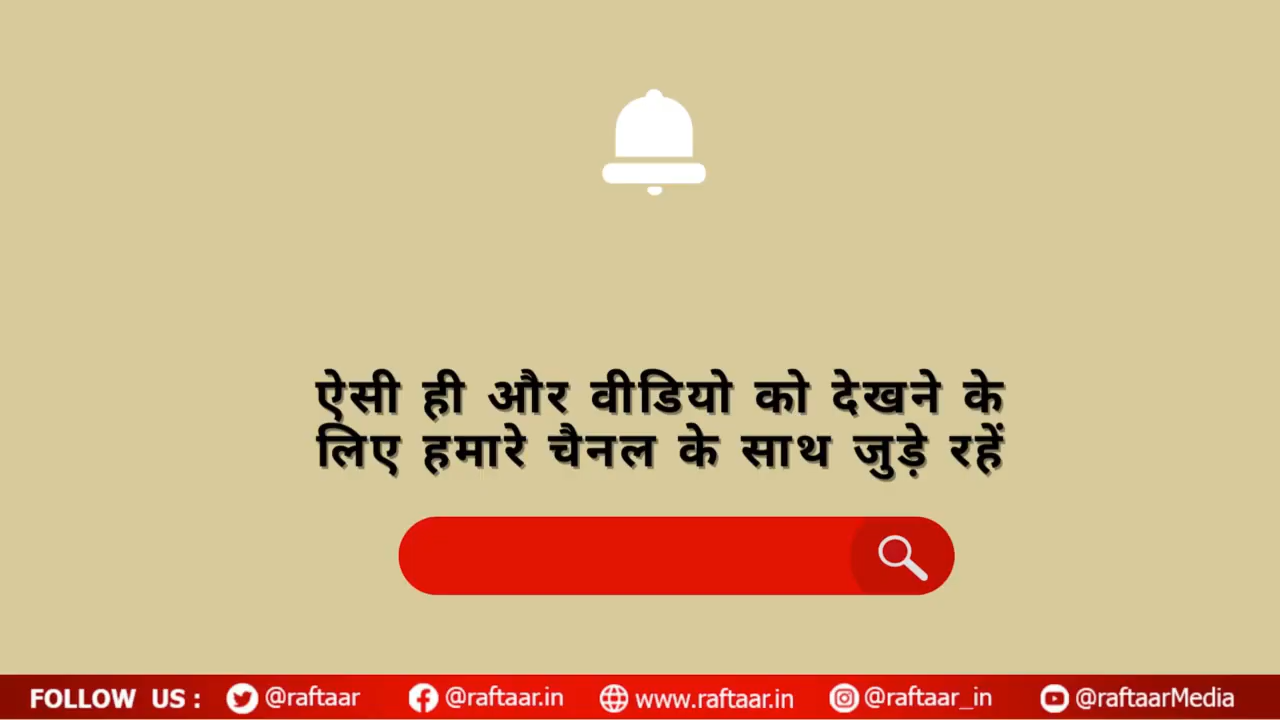 ऐसी ही और वीडियो को देखने के
लिए हमारे चैनल के साथ जुड़े रहें
FOLLOW US : @raftaar @raftaar.in www.raftaar.in @raftaar_in @raftaarMedia